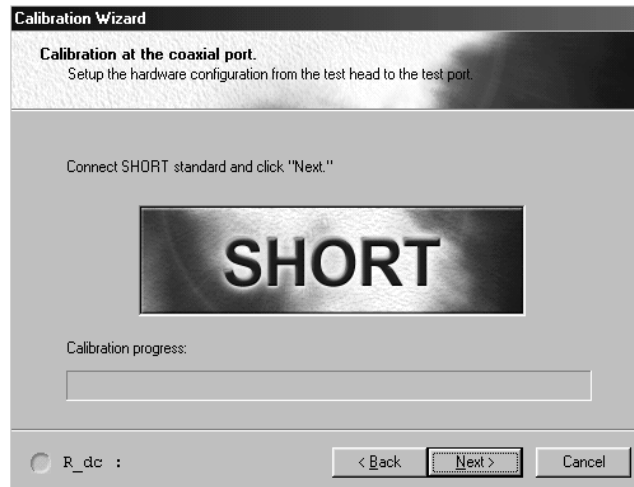 Calibration Wizard
Calibration at the coaxial port.
Setup the hardware configuration from the test head to the test port.
Connect SHORT standard and click "Next."
SHORT
Calibration progress:
R_dc :
< Back
Next >
Cancel